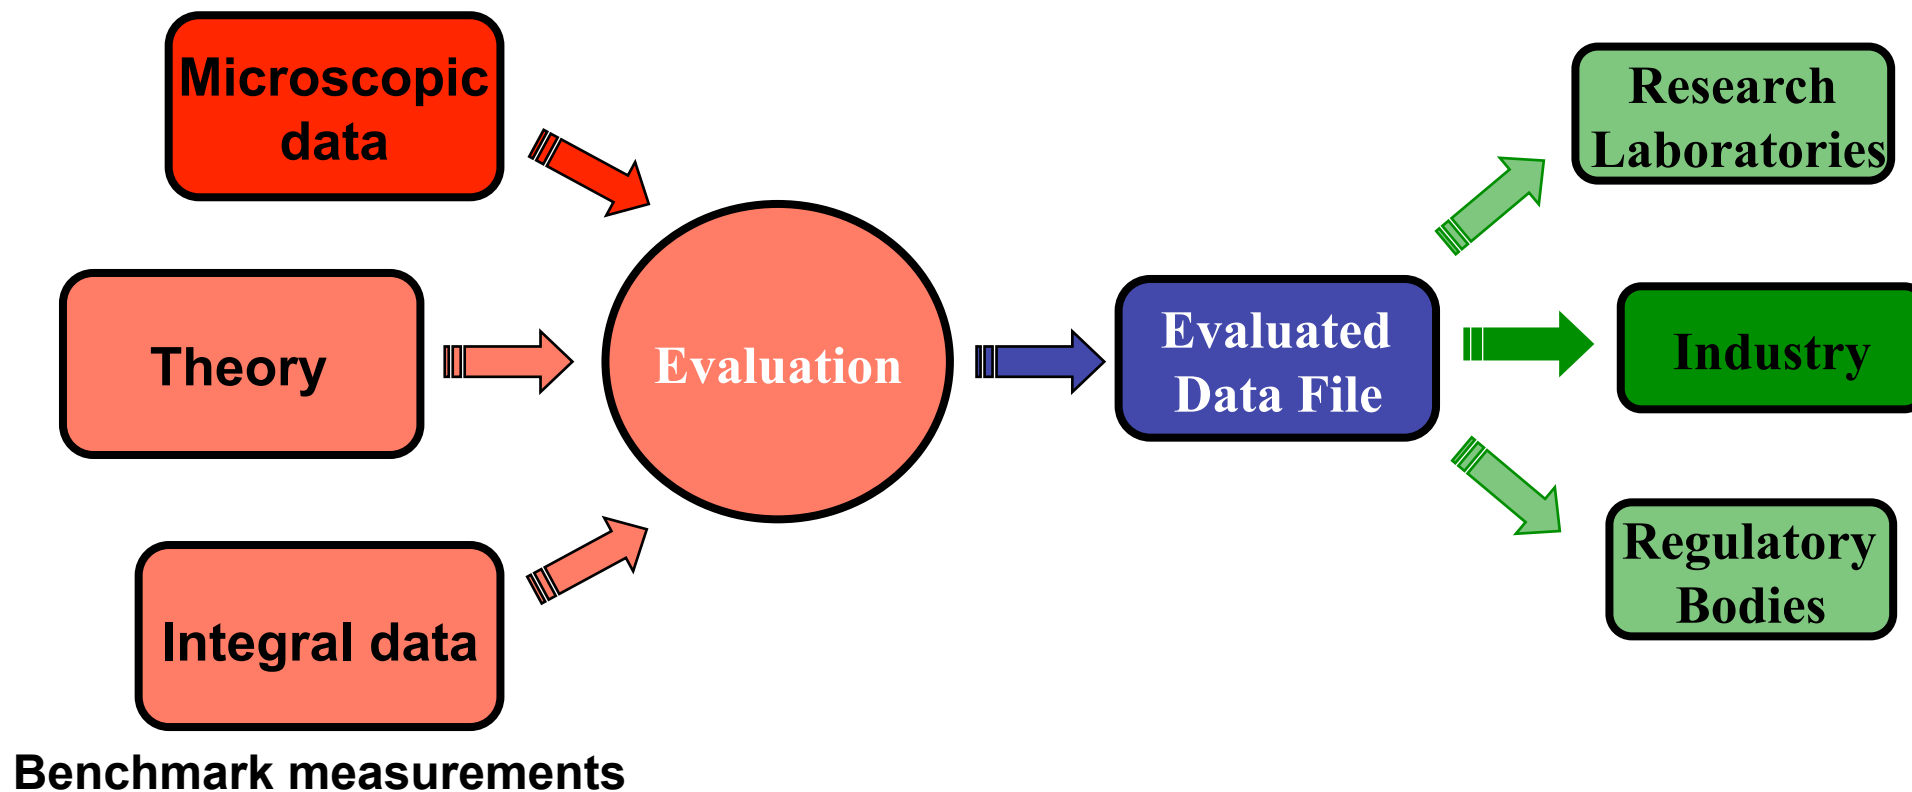 Microscopic
data
Theory
Integral data
Benchmark measurements
Evaluation
Evaluated
Data File
Research
Laboratories
Industry
Regulatory
Bodies